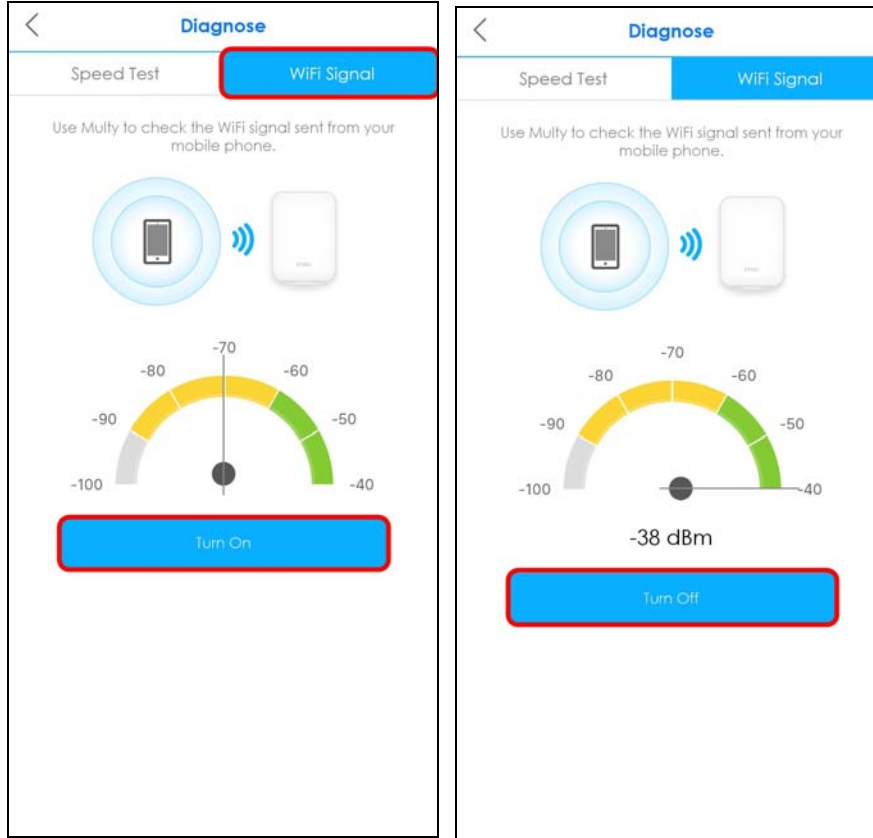 Diagnose
Speed Test
WiFi Signal
Use Multy to check the WiFi signal sent from your
mobile phone.
-70
-80
-60
-90
-50
-100
-40
Turn On
Diagnose
Speed Test
WiFi Signal
Use Multy to check the WiFi signal sent from your
mobile phone.
-70
-80
-60
-90
-50
-100
-40
-38 dBm
Turn Off